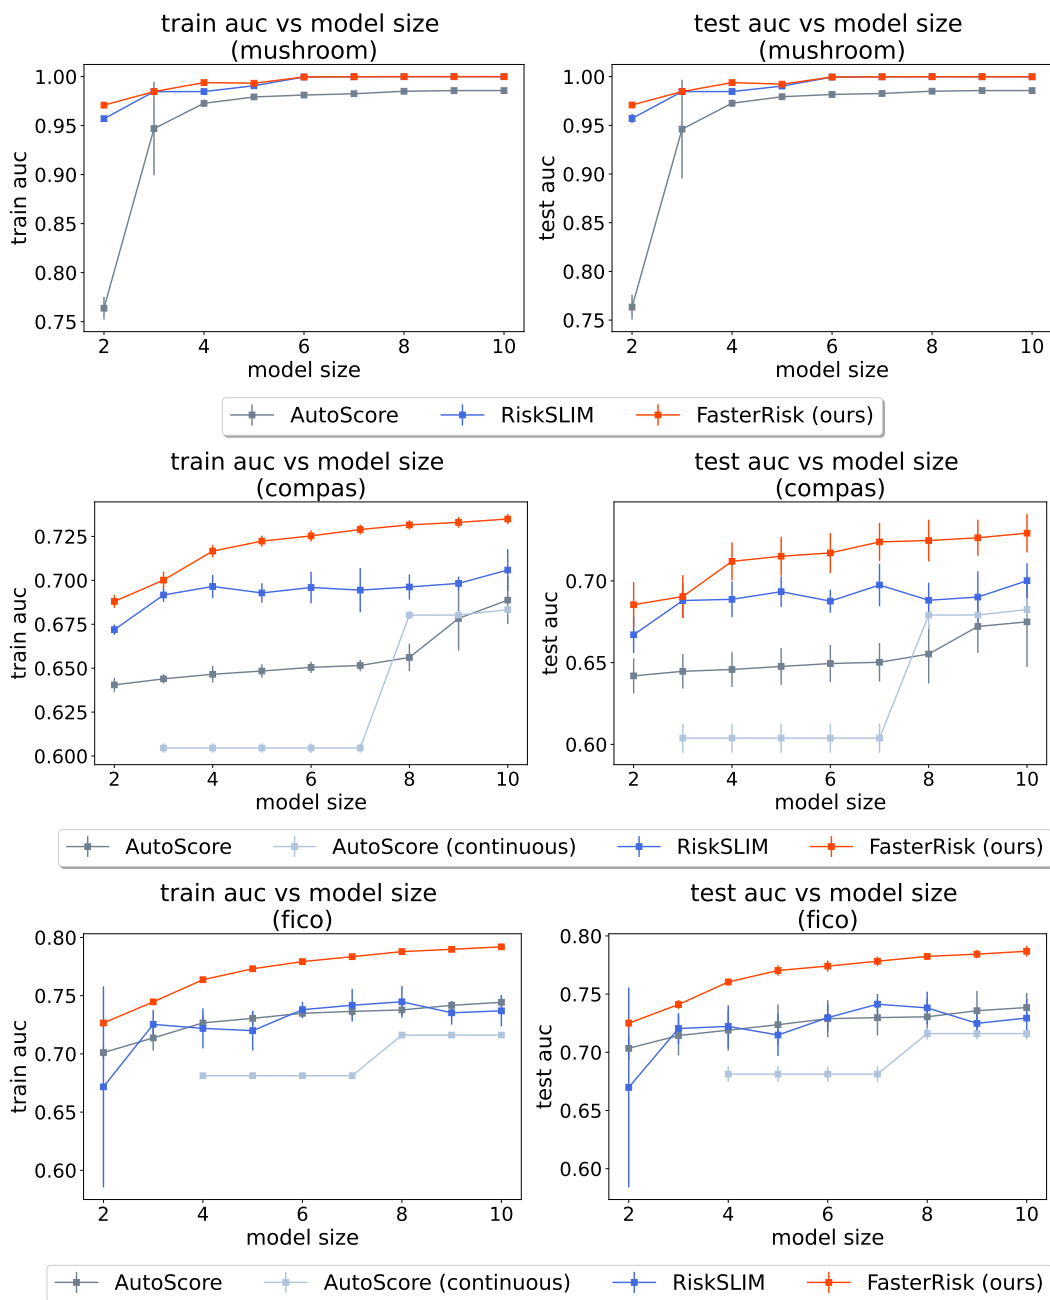 train auc vs model size
(mushroom)
test auc vs model size
(mushroom)
train auc
1.00
0.95
0.90
0.85
0.80
0.75
2
4
6
8
10
model size
test auc
1.00
0.95
0.90
0.85
0.80
0.75
2
4
6
8
10
model size
AutoScore
RiskSLIM
FasterRisk (ours)
train auc vs model size
(compas)
test auc vs model size
(compas)
train auc
0.725
0.700
0.675
0.650
0.625
0.600
2
4
6
8
10
model size
test auc
0.70
0.65
0.60
2
4
6
8
10
model size
AutoScore
AutoScore (continuous)
RiskSLIM
FasterRisk (ours)
train auc vs model size
(fico)
test auc vs model size
(fico)
train auc
0.80
0.75
0.70
0.65
0.60
2
4
6
8
10
model size
test auc
0.80
0.75
0.70
0.65
0.60
2
4
6
8
10
model size
AutoScore
AutoScore (continuous)
RiskSLIM
FasterRisk (ours)